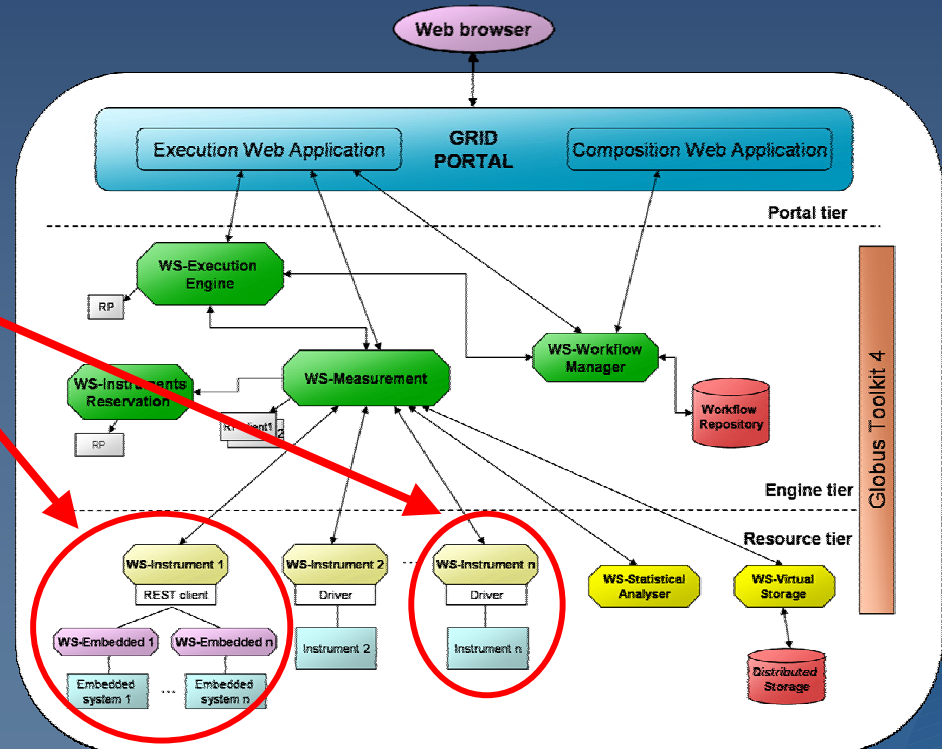 Web browser
GRID
PORTAL
Execution Web Application
Composition Web Application
Portal tier
WS-Execution
Engine
RP
WS-Workflow
Manager
WS-Measurement
WS-Instruments
Reservation
RP
client1
2
Workflow
Repository
Globus Toolkit 4
Engine tier
Resource tier
WS-Instrument 1
REST client
WS-Embedded 1
WS-Embedded n
Embedded
system 1
...
Embedded
system n
WS-Instrument 2
Driver
Instrument 2
...
WS-Instrument n
Driver
Instrument n
WS-Statistical
Analyser
WS-Virtual
Storage
Distributed
Storage